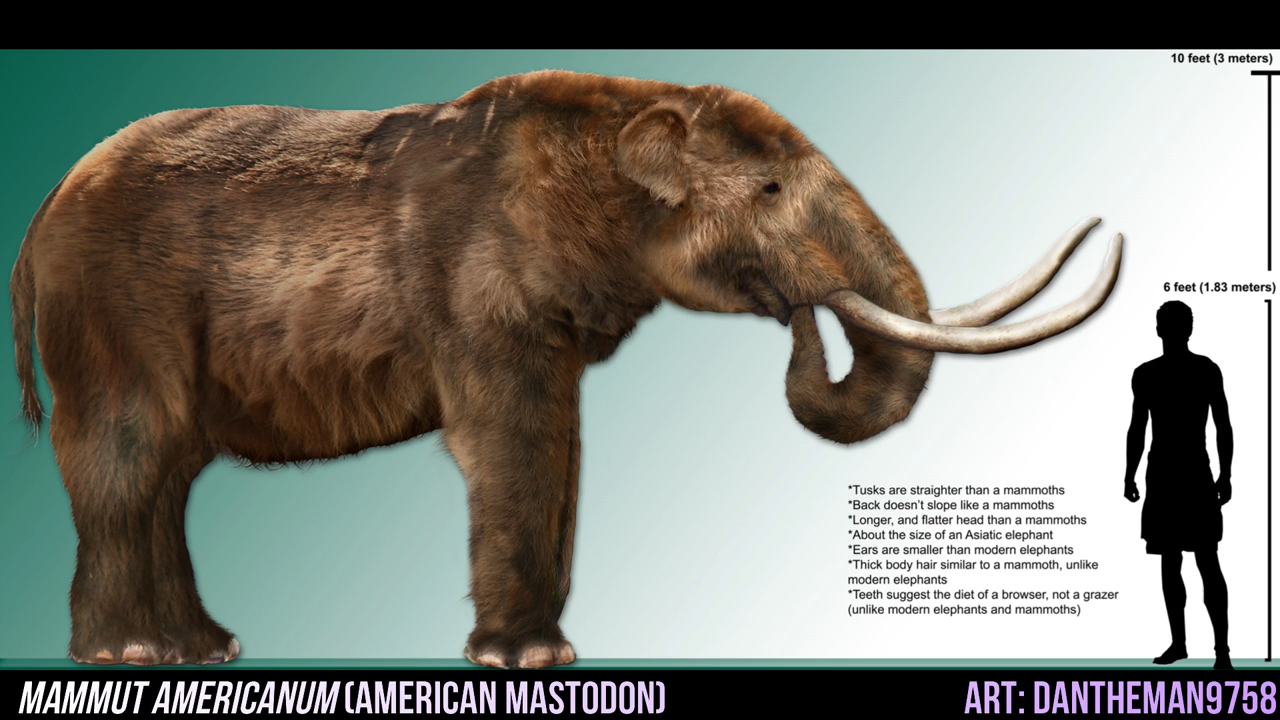 10 feet (3 meters)
6 feet (1.83 meters)
*Tusks are straighter than a mammoths
*Back doesn't slope like a mammoths
*Longer, and flatter head than a mammoths
*About the size of an Asiatic elephant
*Ears are smaller than modern elephants
*Thick body hair similar to a mammoth, unlike
modern elephants
*Teeth suggest the diet of a browser, not a grazer
(unlike modern elephants and mammoths)
MAMMUT AMERICANUM (AMERICAN MASTODON)
ART: DANTHEMAN9758